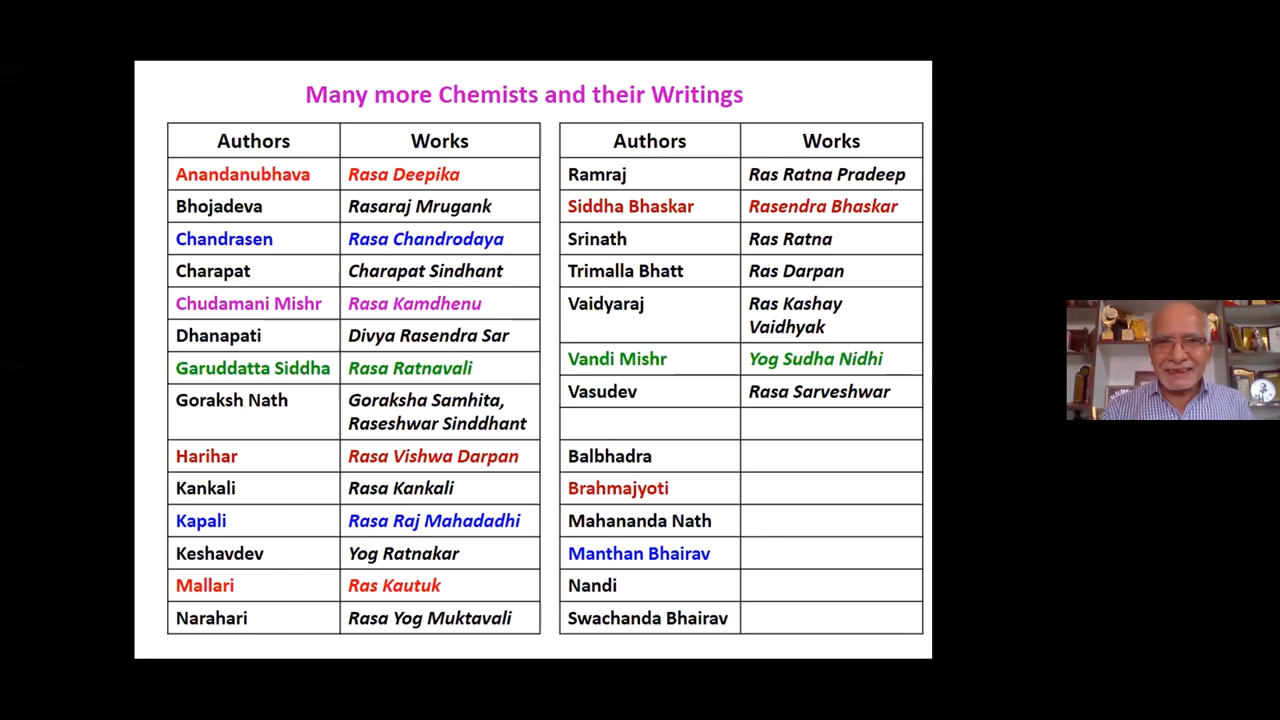 Many more Chemists and their Writings
Authors Works
Anandanubhava Rasa Deepika
Bhojadeva Rasaraj Mrugank
Chandrasen Rasa Chandrodaya
Charapat Charapat Sindhant
Chudamani Mishr Rasa Kamdhenu
Dhanapati Divya Rasendra Sar
Garuddatta Siddha Rasa Ratnavali
Goraksh Nath Goraksha Samhita,
Raseshwar Sinddhant
Harihar Rasa Vishwa Darpan
Kankali Rasa Kankali
Kapali Rasa Raj Mahadadhi
Keshavdev Yog Ratnakar
Mallari Ras Kautuk
Narahari Rasa Yog Muktavali
Authors Works
Ramraj Ras Ratna Pradeep
Siddha Bhaskar Rasendra Bhaskar
Srinath Ras Ratna
Trimalla Bhatt Ras Darpan
Vaidyaraj Ras Kashay
Vaidhyak
Vandi Mishr Yog Sudha Nidhi
Vasudev Rasa Sarveshwar
Balbhadra
Brahmajyoti
Mahananda Nath
Manthan Bhairav
Nandi
Swachanda Bhairav